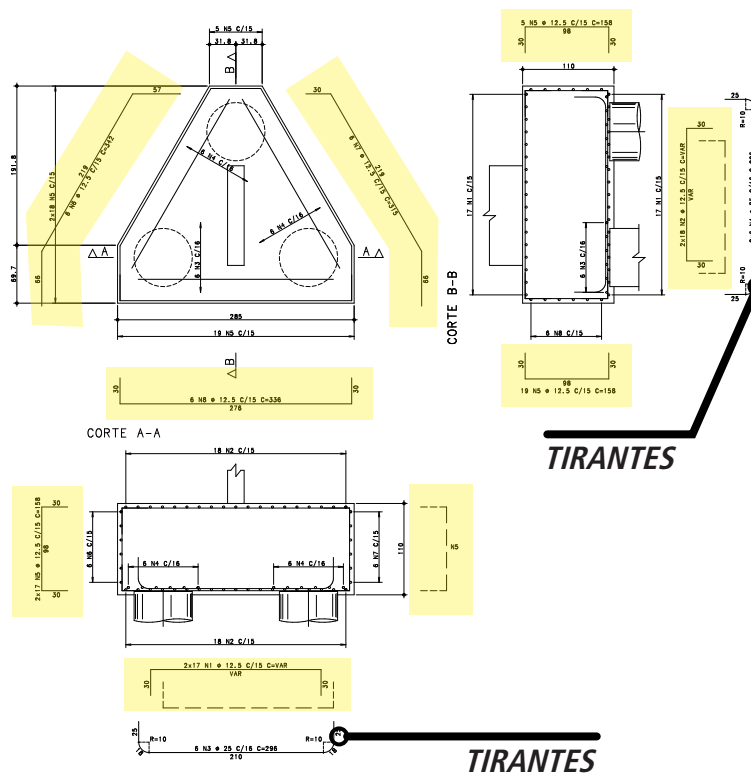 5 N5 C/15
31.8 31.8
B
5 N5 ⌀ 12.5 C/15 C=158
30 98 30
110
57
219
6 N6 ⌀ 12.5 C/15 C=342
66
30
219
6 N7 ⌀ 12.5 C/15 C=315
66
191.8
69.7
2x18 N5 C/15
6 N4 C/16
6 N4 C/16
6 N3 C/16
A
A
285
19 N5 C/15
B
17 N1 C/15
17 N1 C/15
6 N3 C/16
6 N8 C/15
CORTE B-B
30
2x18 N2 ⌀ 12.5 C/15 C=VAR
VAR
30
25
R=10
R=10
25
30 98 30
19 N5 ⌀ 12.5 C/15 C=158
TIRANTES
30 30
6 N8 ⌀ 12.5 C/15 C=336
276
CORTE A-A
18 N2 C/15
30
2x17 N5 ⌀ 12.5 C/15 C=158
98
30
6 N6 C/15
6 N4 C/16
6 N4 C/16
6 N7 C/15
110
N5
18 N2 C/15
2x17 N1 ⌀ 12.5 C/15 C=VAR
30 VAR 30
25 R=10 R=10 25
6 N3 ⌀ 25 C/16 C=296
210
TIRANTES